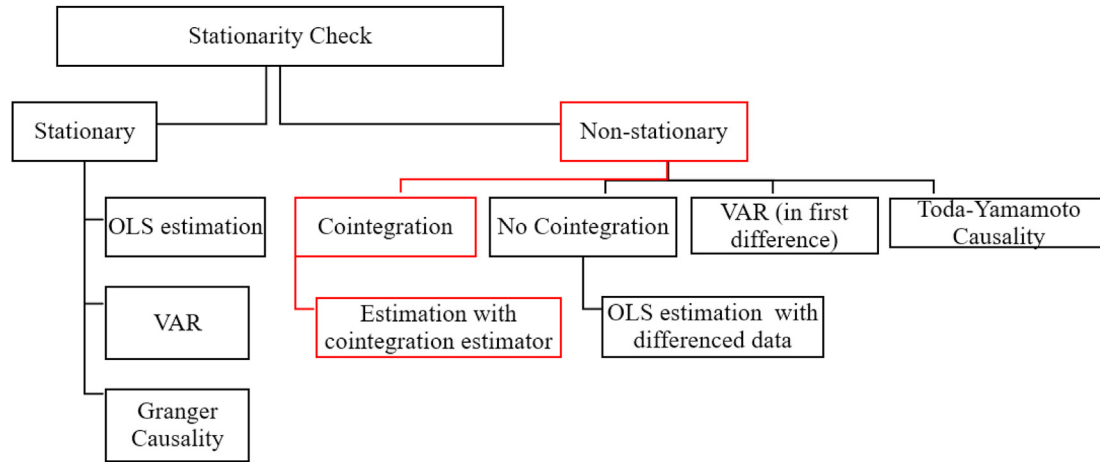 Stationarity Check
Stationary
Non-stationary
OLS estimation
Cointegration
No Cointegration
VAR (in first
difference)
Toda-Yamamoto
Causality
VAR
Estimation with
cointegration estimator
OLS estimation with
differenced data
Granger
Causality